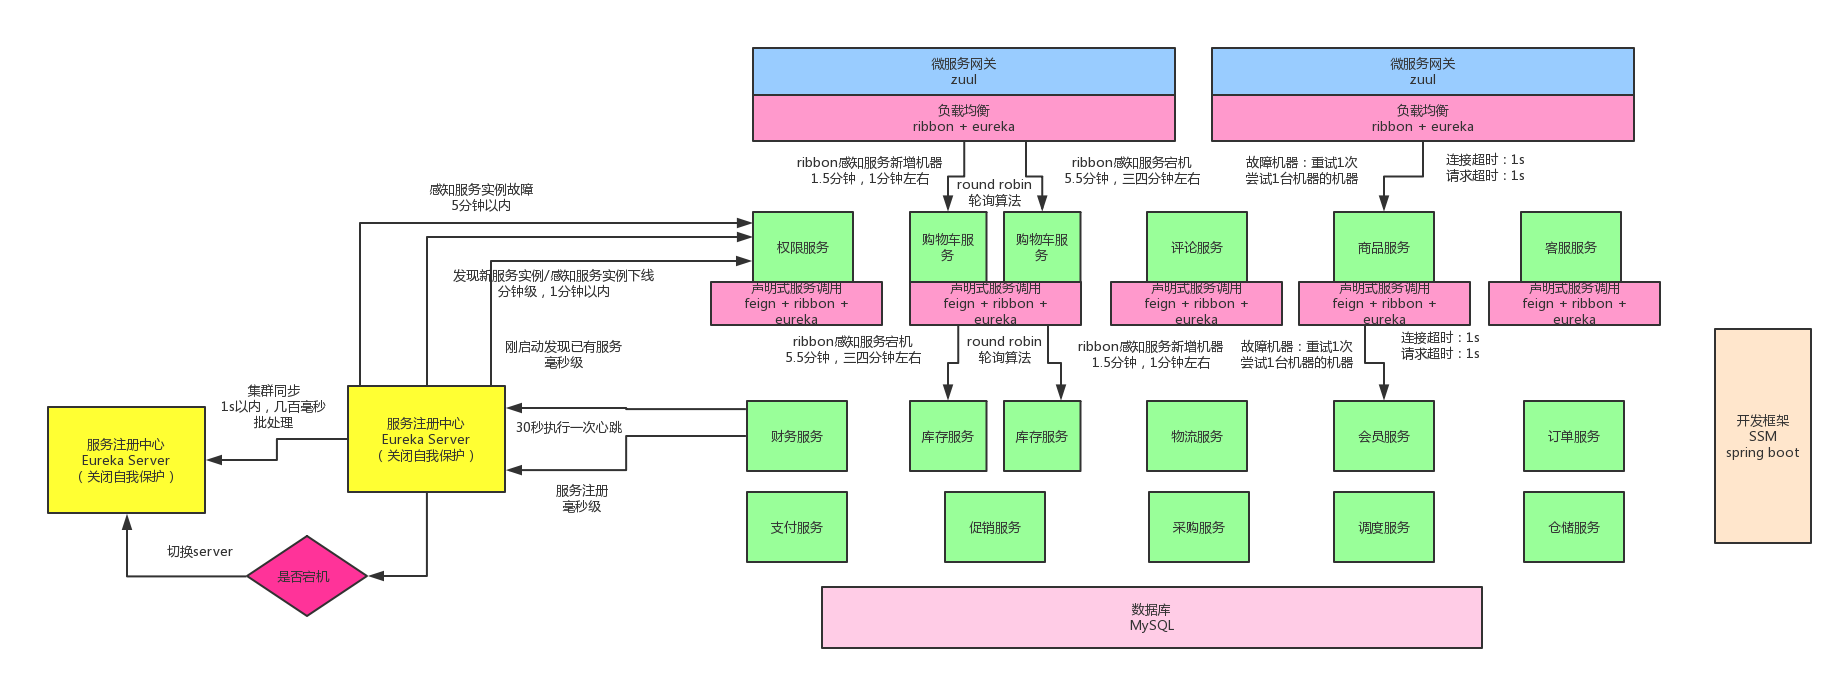 微服务网关
zuul
负载均衡
ribbon + eureka
微服务网关
zuul
负载均衡
ribbon + eureka
ribbon感知服务新增机器
1.5分钟，1分钟左右
round robin
轮询算法
ribbon感知服务宕机
5.5分钟，三四分钟左右
故障机器：重试1次
尝试1台机器的机器
连接超时：1s
请求超时：1s
感知服务实例故障
5分钟以内
发现新服务实例/感知服务实例下线
分钟级，1分钟以内
刚启动发现已有服务
毫秒级
权限服务
购物车服
务
购物车服
务
评论服务
商品服务
客服服务
声明式服务调用
feign + ribbon +
eureka
声明式服务调用
feign + ribbon +
eureka
声明式服务调用
feign + ribbon +
eureka
声明式服务调用
feign + ribbon +
eureka
声明式服务调用
feign + ribbon +
eureka
ribbon感知服务宕机
5.5分钟，三四分钟左右
round robin
轮询算法
ribbon感知服务新增机器
1.5分钟，1分钟左右
故障机器：重试1次
尝试1台机器的机器
连接超时：1s
请求超时：1s
集群同步
1s以内，几百毫秒
批处理
服务注册中心
Eureka Server
（关闭自我保护）
服务注册中心
Eureka Server
（关闭自我保护）
30秒执行一次心跳
服务注册
毫秒级
切换server
是否宕机
财务服务
库存服务
库存服务
物流服务
会员服务
订单服务
支付服务
促销服务
采购服务
调度服务
仓储服务
开发框架
SSM
spring boot
数据库
MySQL